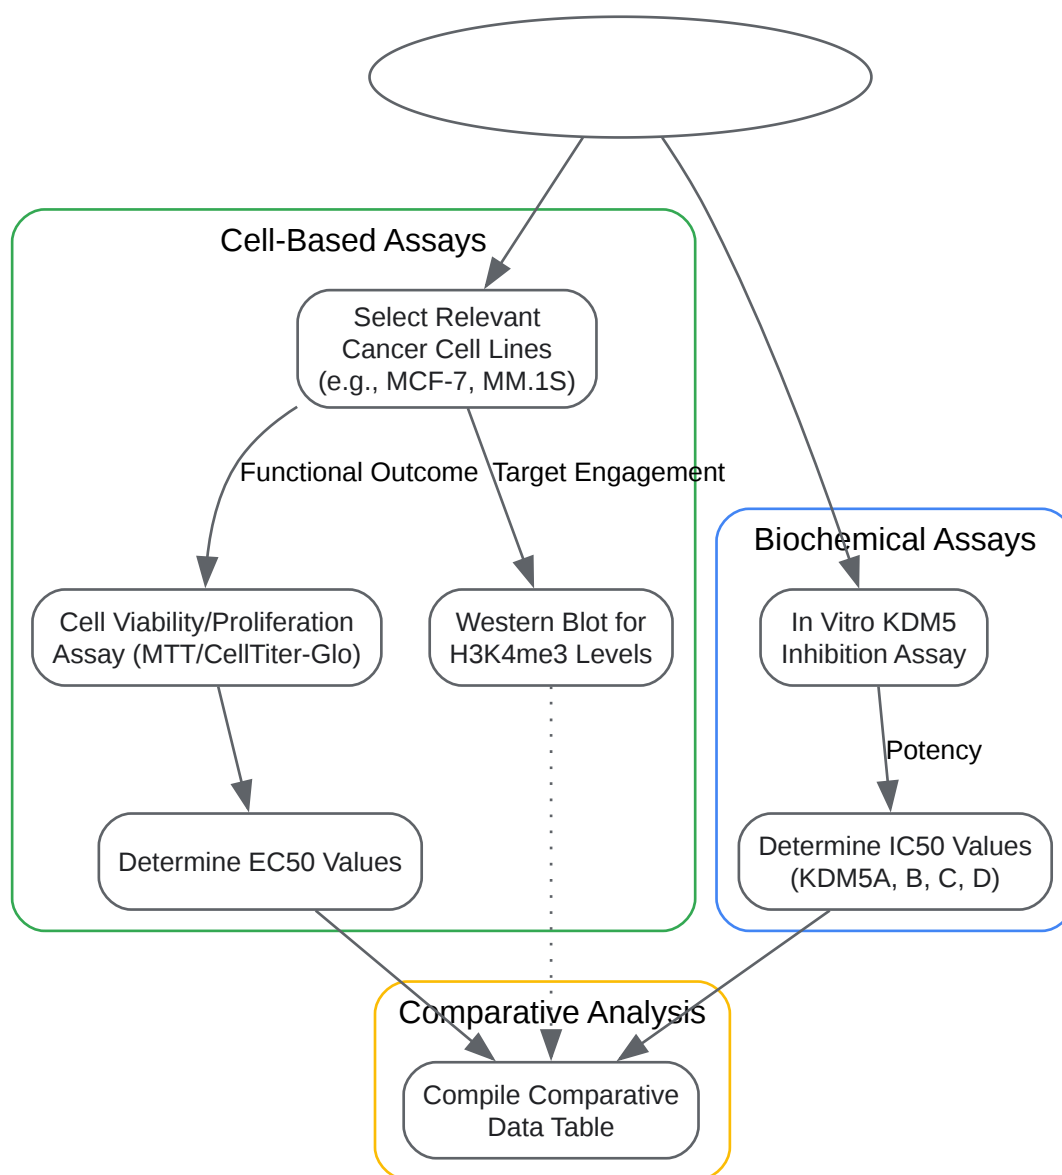 Cell-Based Assays
Select Relevant
Cancer Cell Lines
(e.g., MCF-7, MM.1S)
Functional Outcome
Target Engagement
Biochemical Assays
Cell Viability/Proliferation
Assay (MTT/CellTiter-Glo)
Western Blot for
H3K4me3 Levels
In Vitro KDM5
Inhibition Assay
Potency
Determine EC50 Values
Determine IC50 Values
(KDM5A, B, C, D)
Comparative Analysis
Compile Comparative
Data Table